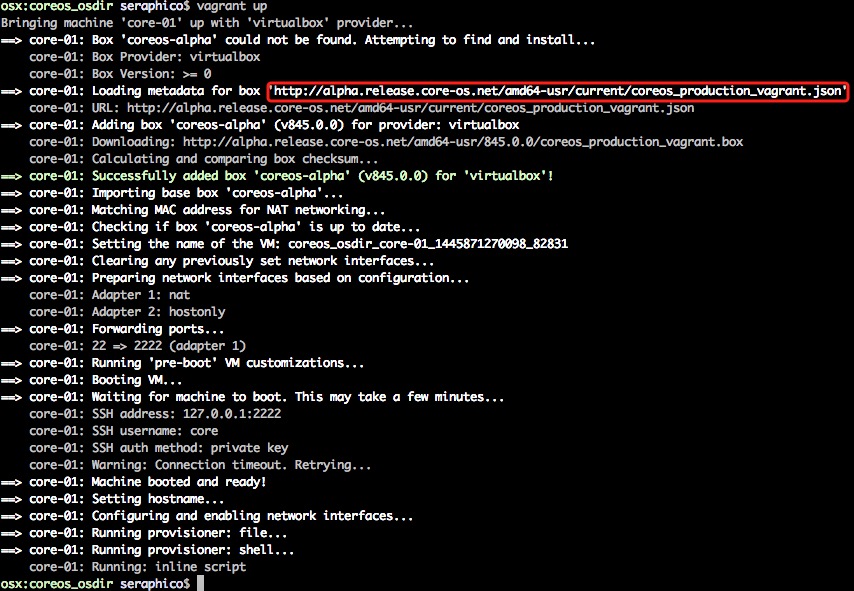 osx:coreos_osdir seraphico$ vagrant up
Bringing machine 'core-01' up with 'virtualbox' provider...
==> core-01: Box 'coreos-alpha' could not be found. Attempting to find and install...
    core-01: Box Provider: virtualbox
    core-01: Box Version: >= 0
==> core-01: Loading metadata for box 'http://alpha.release.core-os.net/amd64-usr/current/coreos_production_vagrant.json'
    core-01: URL: http://alpha.release.core-os.net/amd64-usr/current/coreos_production_vagrant.json
==> core-01: Adding box 'coreos-alpha' (v845.0.0) for provider: virtualbox
    core-01: Downloading: http://alpha.release.core-os.net/amd64-usr/845.0.0/coreos_production_vagrant.box
    core-01: Calculating and comparing box checksum...
==> core-01: Successfully added box 'coreos-alpha' (v845.0.0) for 'virtualbox'!
==> core-01: Importing base box 'coreos-alpha'...
==> core-01: Matching MAC address for NAT networking...
==> core-01: Checking if box 'coreos-alpha' is up to date...
==> core-01: Setting the name of the VM: coreos_osdir_core-01_1445871270098_82831
==> core-01: Clearing any previously set network interfaces...
==> core-01: Preparing network interfaces based on configuration...
    core-01: Adapter 1: nat
    core-01: Adapter 2: hostonly
==> core-01: Forwarding ports...
    core-01: 22 => 2222 (adapter 1)
==> core-01: Running 'pre-boot' VM customizations...
==> core-01: Booting VM...
==> core-01: Waiting for machine to boot. This may take a few minutes...
    core-01: SSH address: 127.0.0.1:2222
    core-01: SSH username: core
    core-01: SSH auth method: private key
    core-01: Warning: Connection timeout. Retrying...
==> core-01: Machine booted and ready!
==> core-01: Setting hostname...
==> core-01: Configuring and enabling network interfaces...
==> core-01: Running provisioner: file...
==> core-01: Running provisioner: shell...
    core-01: Running: inline script
osx:coreos_osdir seraphico$